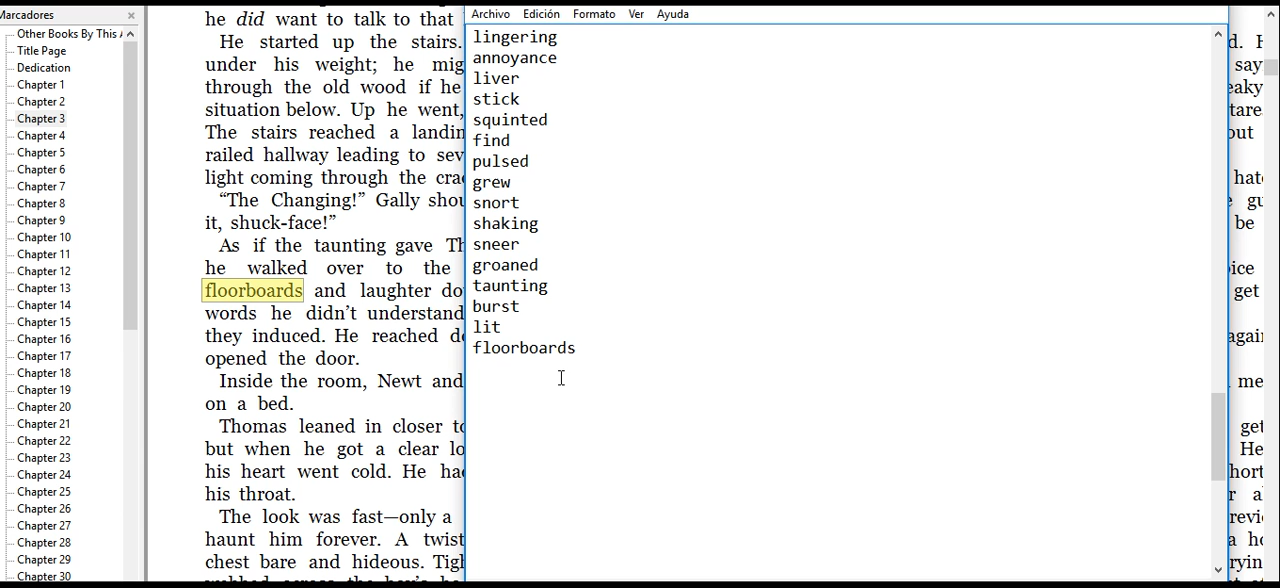 Marcadores
Other Books By This A
Title Page
Dedication
Chapter 1
Chapter 2
Chapter 3
Chapter 4
Chapter 5
Chapter 6
Chapter 7
Chapter 8
Chapter 9
Chapter 10
Chapter 11
Chapter 12
Chapter 13
Chapter 14
Chapter 15
Chapter 16
Chapter 17
Chapter 18
Chapter 19
Chapter 20
Chapter 21
Chapter 22
Chapter 23
Chapter 24
Chapter 25
Chapter 26
Chapter 27
Chapter 28
Chapter 29
Chapter 30
he did want to talk to that
He started up the stairs.
under his weight; he mig
through the old wood if he
situation below. Up he went,
The stairs reached a landin
railed hallway leading to sev
light coming through the crac
“The Changing!” Gally shou
it, shuck-face!”
As if the taunting gave Th
he walked over to the
floorboards and laughter do
words he didn’t understand
they induced. He reached d
opened the door.
Inside the room, Newt and
on a bed.
Thomas leaned in closer to
but when he got a clear lo
his heart went cold. He ha
his throat.
The look was fast—only a
haunt him forever. A twist
chest bare and hideous. Tig
Archivo Edición Formato Ver Ayuda
lingering
annoyance
liver
stick
squinted
find
pulsed
grew
snort
shaking
sneer
groaned
taunting
burst
lit
floorboards